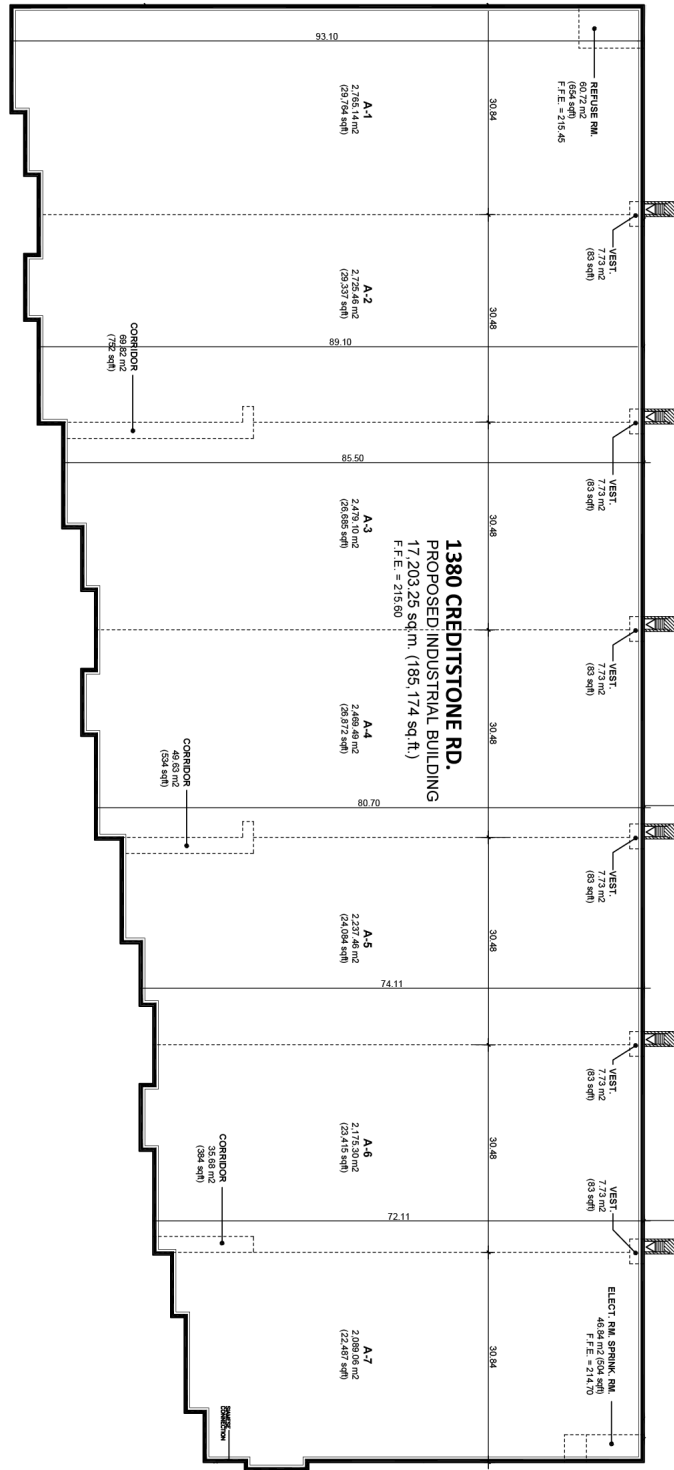 REFUSE RM.
60.72 m2
(654 sqft)
F.F.E. = 215.45
93.10
30.84
A-1
2,765.14 m2
(29,764 sqft)
VEST.
7.73 m2
(83 sqft)
A-2
2,725.46 m2
(29,337 sqft)
30.48
89.10
CORRIDOR
69.82 m2
(752 sqft)
VEST.
7.73 m2
(83 sqft)
85.50
30.48
A-3
2,479.10 m2
(26,685 sqft)
1380 CREDITSTONE RD.
PROPOSED INDUSTRIAL BUILDING
17,203.25 sq.m. (185,174 sq.ft.)
F.F.E. = 215.60
VEST.
7.73 m2
(83 sqft)
A-4
2,469.49 m2
(26,872 sqft)
30.48
80.70
CORRIDOR
49.63 m2
(534 sqft)
VEST.
7.73 m2
(83 sqft)
A-5
2,237.46 m2
(24,084 sqft)
30.48
74.11
VEST.
7.73 m2
(83 sqft)
A-6
2,175.30 m2
(23,415 sqft)
30.48
CORRIDOR
35.68 m2
(384 sqft)
72.11
VEST.
7.73 m2
(83 sqft)
A-7
2,089.06 m2
(22,487 sqft)
30.84
ELECT. RM. SPRINK. RM.
46.84 m2 (504 sqft)
F.F.E. = 214.70
SIAMESE
CONNECTION